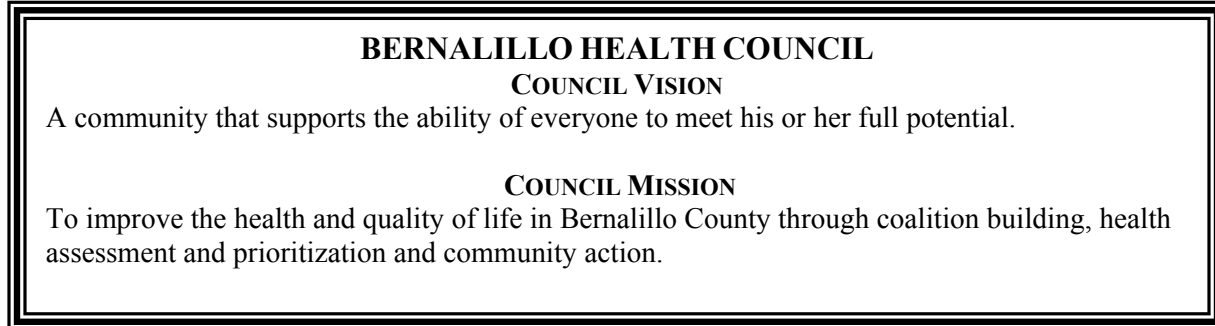 BERNALILLO HEALTH COUNCIL
COUNCIL VISION
A community that supports the ability of everyone to meet his or her full potential.
COUNCIL MISSION
To improve the health and quality of life in Bernalillo County through coalition building, health
assessment and prioritization and community action.